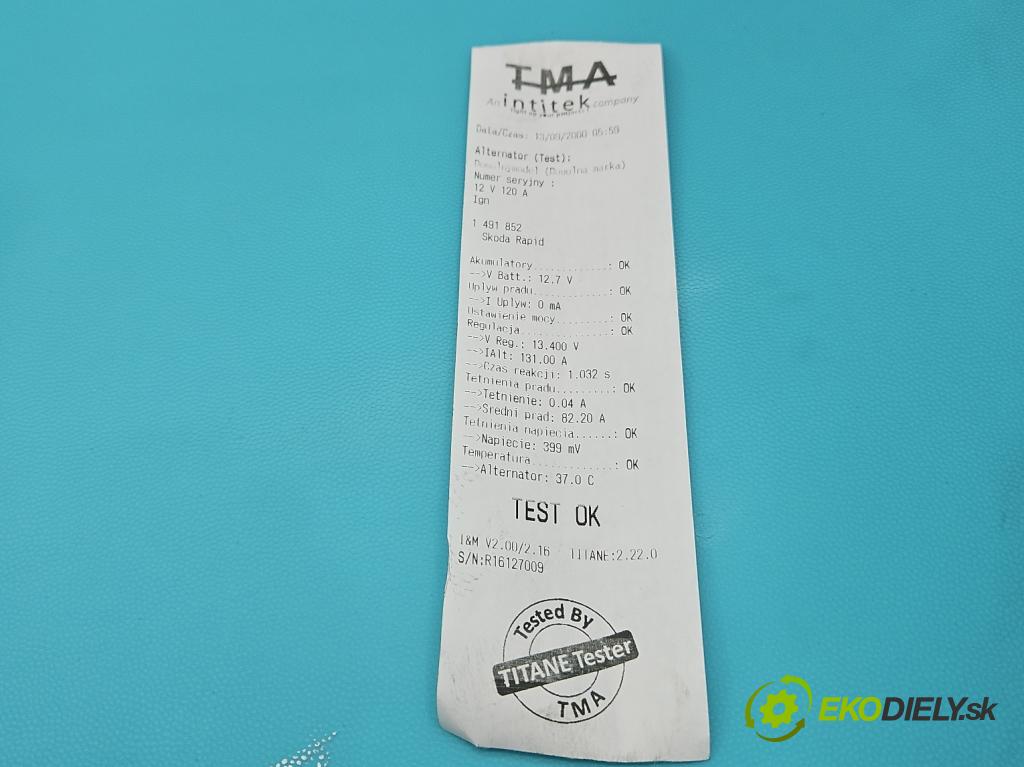 TMA
An intitek company
Data/Czas: 13/09/2000 05:59
Alternator (Test):
Numer seryjny :
12 V 120 A
Ign
1 491 852
Skoda Rapid
Akumulatory...........: OK
-->V Batt.: 12.7 V
Uplyw pradu...........: OK
-->I Uplyw: 0 mA
Ustawienie mocy........: OK
Regulacja.............: OK
-->V Reg.: 13.400 V
-->IAlt: 131.00 A
-->Czas reakcji: 1.032 s
Tetnienia pradu........: OK
-->Tetnienie: 0.04 A
-->Sredni prad: 82.20 A
Tetnienia napiecia......: OK
-->Napiecie: 399 mV
Temperatura............: OK
-->Alternator: 37.0 C
TEST OK
I&M V2.00/2.16 TITANE:2.22.0
S/N:R16127009
Tested By
TITANE Tester
TMA
EKODIELY.sk